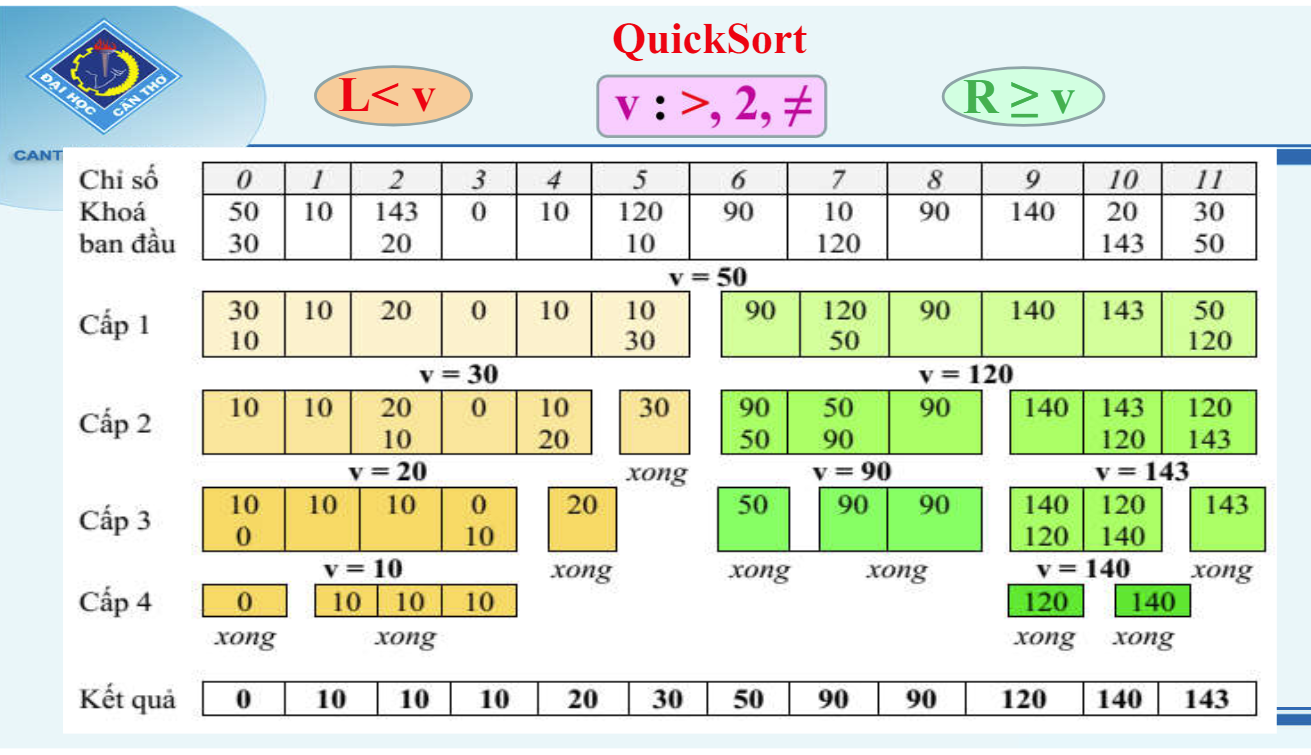 QuickSort
ĐẠI HỌC CẦN THƠ
L< v v : >, 2, ≠ R ≥ v
CANT
Chỉ số 0 1 2 3 4 5 6 7 8 9 10 11
Khoá 50 10 143 0 10 120 90 10 90 140 20 30
ban đầu 30 20 10 120 143 50
v = 50
Cấp 1 30 10 20 0 10 10 90 120 90 140 143 50
10 30 50 120
v = 30 v = 120
Cấp 2 10 10 20 0 10 30 90 50 90 140 143 120
10 20 50 90 120 143
v = 20 xong v = 90 v = 143
Cấp 3 10 10 10 0 20 50 90 90 140 120 143
0 10 120 140
v = 10 xong xong xong v = 140 xong
Cấp 4 0 10 10 10 120 140
xong xong xong xong
Kết quả 0 10 10 10 20 30 50 90 90 120 140 143